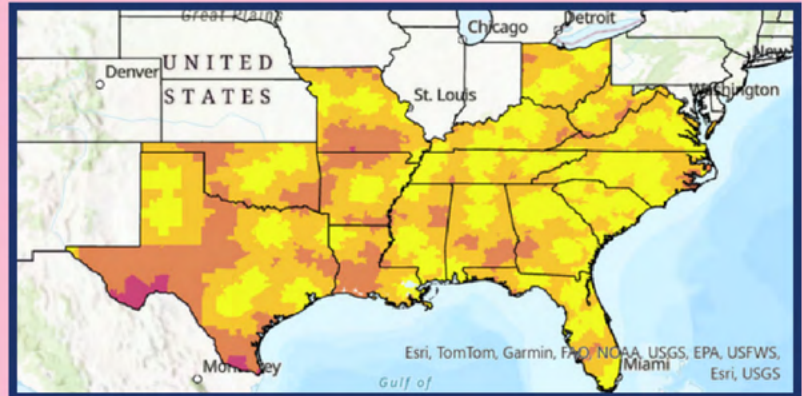 Great Plains
Chicago
Detroit
Denver
UNITED
STATES
St. Louis
New
Washington
Esri, TomTom, Garmin, FAO, NOAA, USGS, EPA, USFWS,
Esri, USGS
Miami
Gulf of